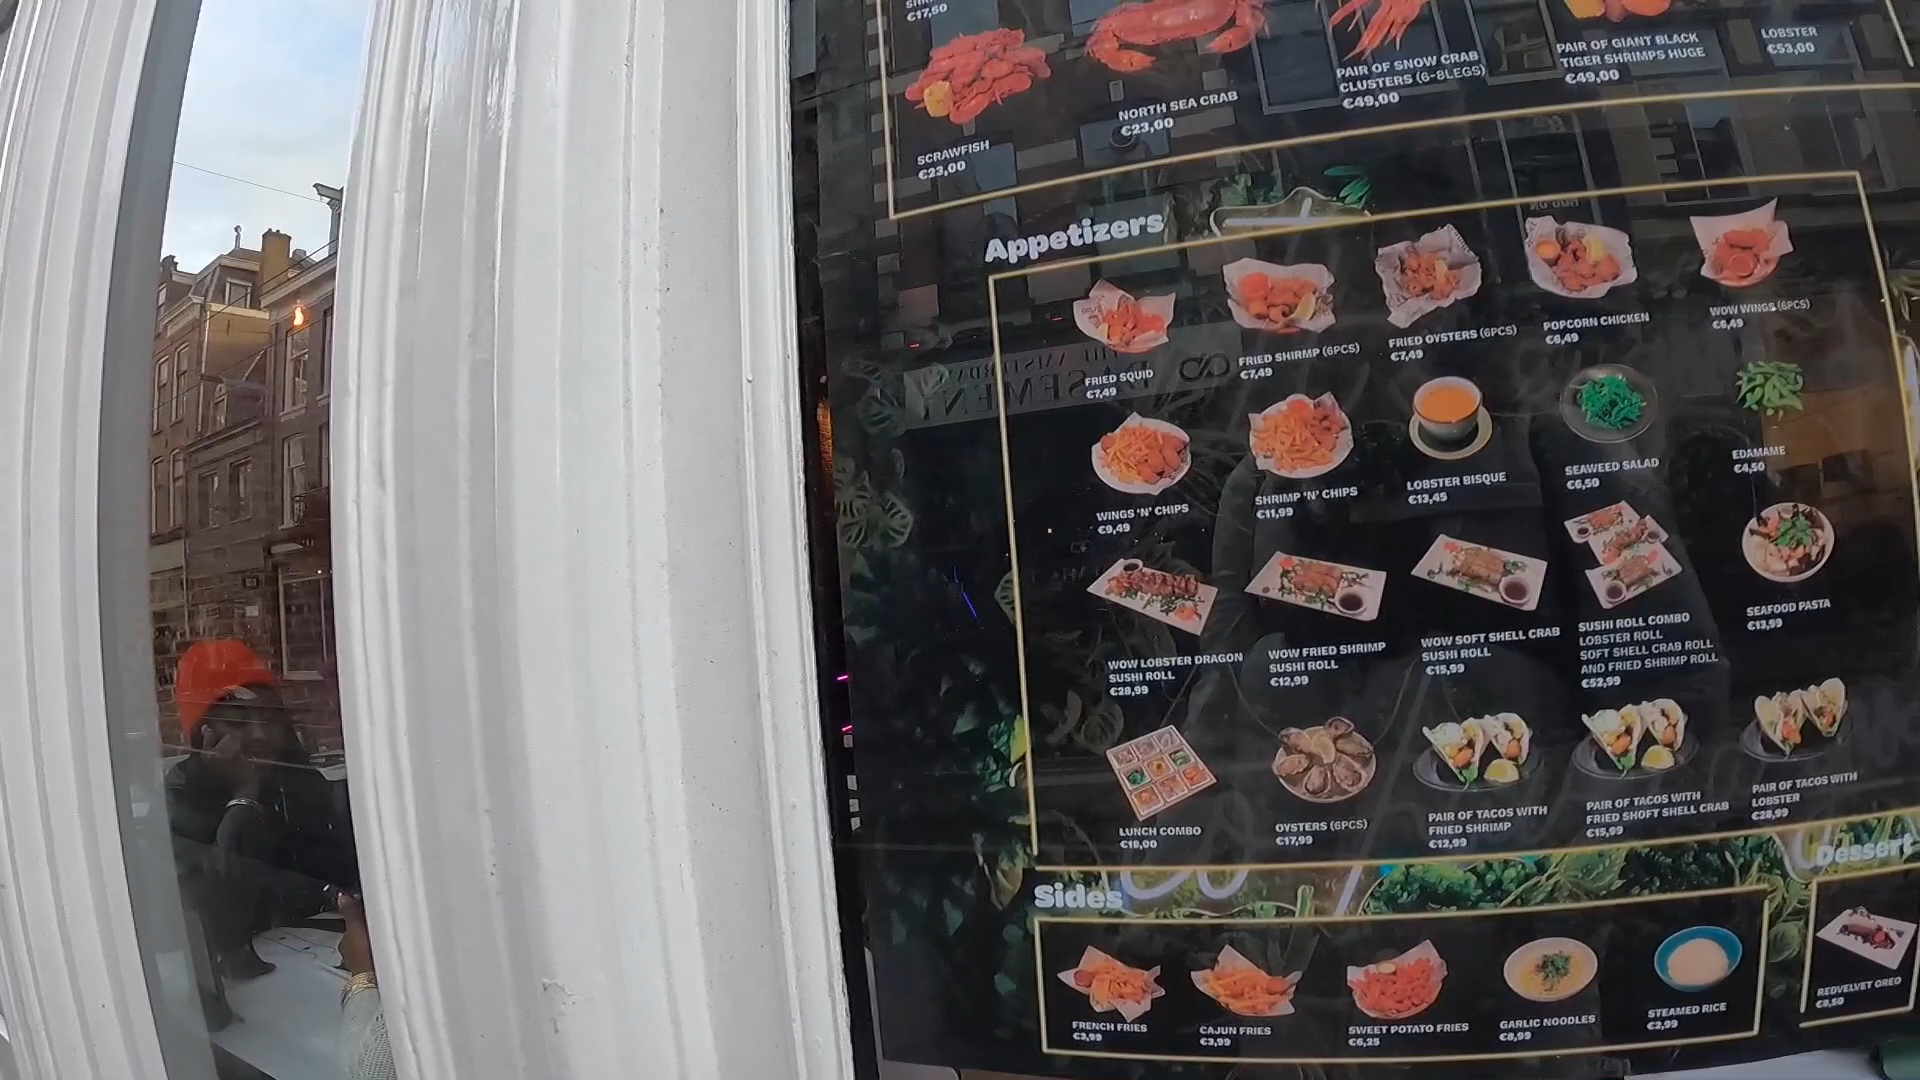 €17,50
SCRAWFISH
€23,00
NORTH SEA CRAB
€23,00
PAIR OF SNOW CRAB
CLUSTERS (6-8LEGS)
€49,00
PAIR OF GIANT BLACK
TIGER SHRIMPS HUGE
€49,00
LOBSTER
€53,00
Appetizers
FRIED SQUID
€7,49
FRIED SHIRMP (6PCS)
€7,49
FRIED OYSTERS (6PCS)
€7,49
POPCORN CHICKEN
€6,49
WOW WINGS (6PCS)
€6,49
WINGS 'N' CHIPS
€9,49
SHRIMP 'N' CHIPS
€11,99
LOBSTER BISQUE
€13,45
SEAWEED SALAD
€6,50
EDAMAME
€4,50
WOW LOBSTER DRAGON
SUSHI ROLL
€28,99
WOW FRIED SHRIMP
SUSHI ROLL
€12,99
WOW SOFT SHELL CRAB
SUSHI ROLL
€15,99
SUSHI ROLL COMBO
LOBSTER ROLL
SOFT SHELL CRAB ROLL
AND FRIED SHRIMP ROLL
€52,99
SEAFOOD PASTA
€13,99
LUNCH COMBO
€18,00
OYSTERS (6PCS)
€17,99
PAIR OF TACOS WITH
FRIED SHRIMP
€12,99
PAIR OF TACOS WITH
FRIED SHOFT SHELL CRAB
€15,99
PAIR OF TACOS WITH
LOBSTER
€28,99
Sides
FRENCH FRIES
€3,99
CAJUN FRIES
€3,99
SWEET POTATO FRIES
€6,25
GARLIC NOODLES
€8,99
STEAMED RICE
€2,99
Dessert
REDVELVET OREO
€8,50